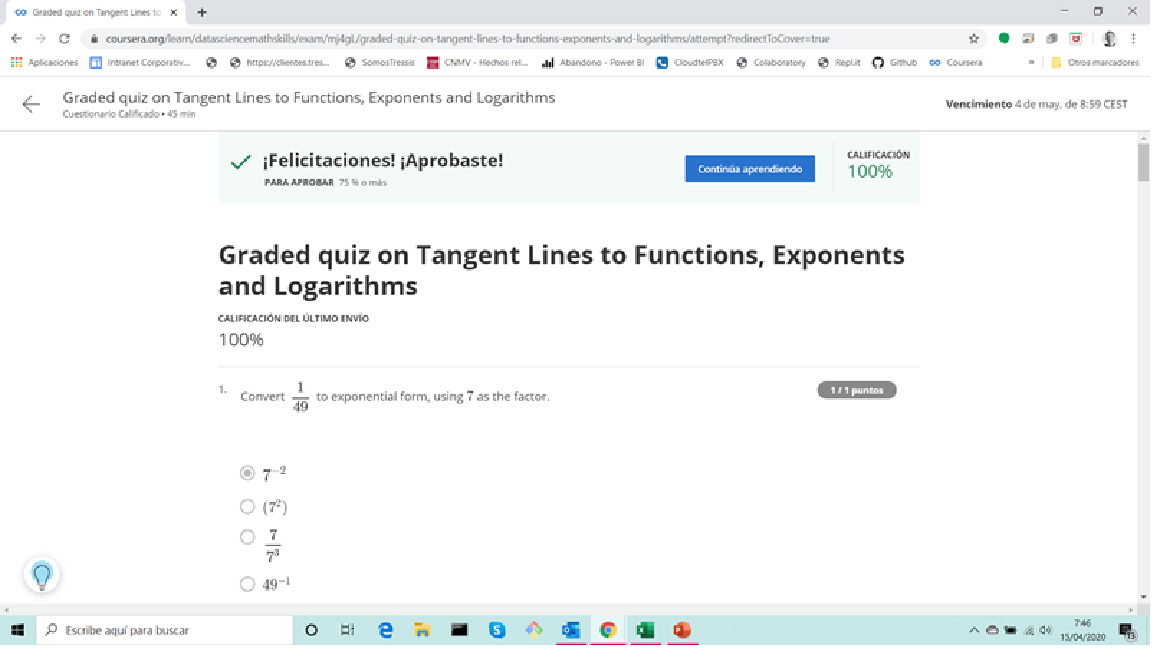 Graded quiz on Tangent Lines to
coursera.org/learn/datasciencemathskills/exam/mj4gL/graded-quiz-on-tangent-lines-to-functions-exponents-and-logarithms/attempt?redirectToCover=true
Aplicaciones Intranet Corporativ... https://clientes.tres... SomosTressis CNMV - Hechos rel... Abandono - Power BI CloudtelPBX Colaboratory Repl.it Github Coursera » Otros marcadores
Graded quiz on Tangent Lines to Functions, Exponents and Logarithms
Cuestionario Calificado • 45 min
Vencimiento 4 de may. de 8:59 CEST
¡Felicitaciones! ¡Aprobaste!
PARA APROBAR 75 % o más
Continúa aprendiendo
CALIFICACIÓN
100%
Graded quiz on Tangent Lines to Functions, Exponents
and Logarithms
CALIFICACIÓN DEL ÚLTIMO ENVÍO
100%
1. Convert 1/49 to exponential form, using 7 as the factor.
1 / 1 puntos
7⁻²
(7²)
7/7³
49⁻¹
Escribe aquí para buscar
7:46
15/04/2020